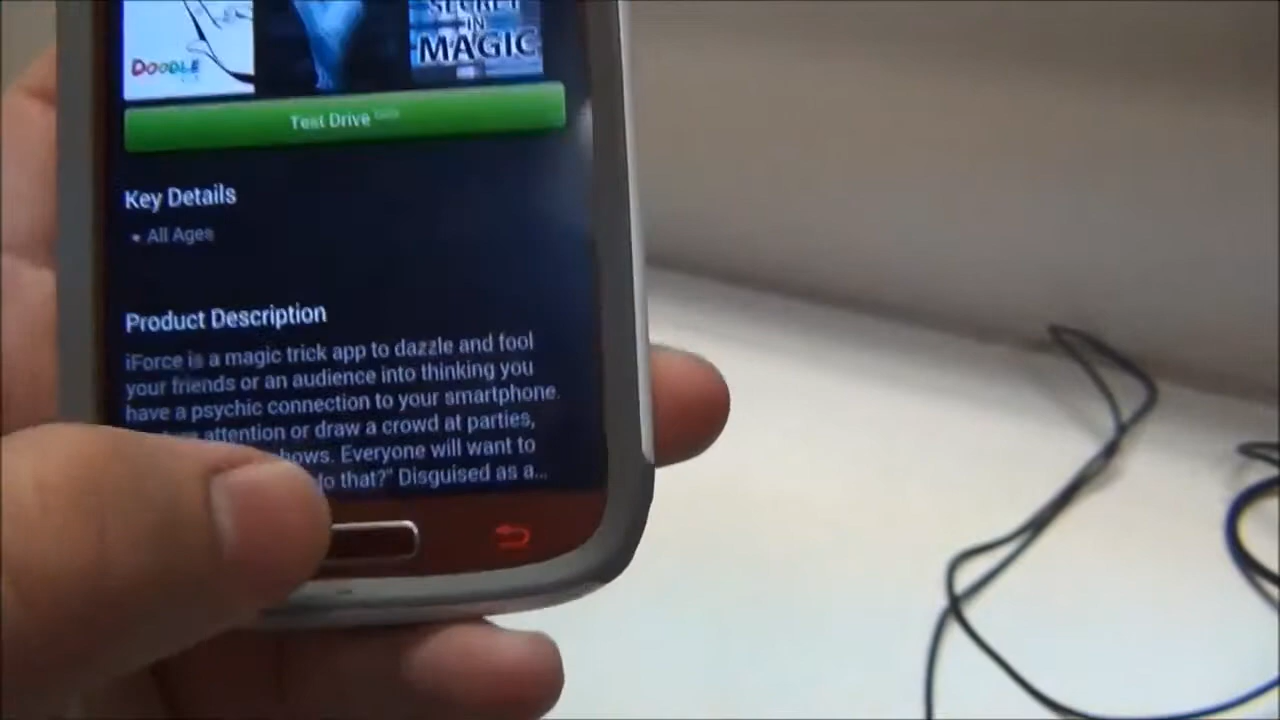 SECRET
IN
MAGIC
DOODLE
Test Drive
Key Details
• All Ages
Product Description
iForce is a magic trick app to dazzle and fool
your friends or an audience into thinking you
have a psychic connection to your smartphone.
attention or draw a crowd at parties,
hows. Everyone will want to
do that?" Disguised as a...